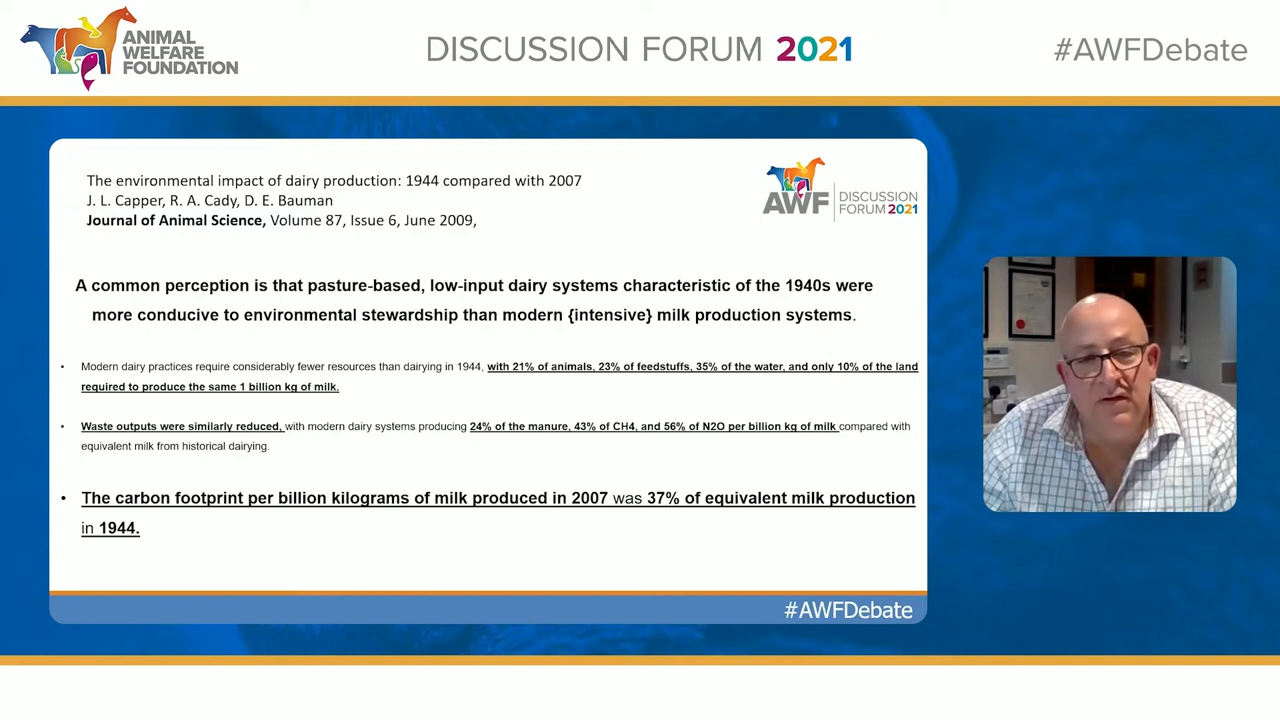 ANIMAL
WELFARE
FOUNDATION
DISCUSSION FORUM 2021
#AWFDebate
The environmental impact of dairy production: 1944 compared with 2007
J. L. Capper, R. A. Cady, D. E. Bauman
Journal of Animal Science, Volume 87, Issue 6, June 2009,
AWF
DISCUSSION
FORUM 2021
A common perception is that pasture-based, low-input dairy systems characteristic of the 1940s were
more conducive to environmental stewardship than modern {intensive} milk production systems.
• Modern dairy practices require considerably fewer resources than dairying in 1944, with 21% of animals, 23% of feedstuffs, 35% of the water, and only 10% of the land
required to produce the same 1 billion kg of milk.
• Waste outputs were similarly reduced, with modern dairy systems producing 24% of the manure, 43% of CH4, and 56% of N2O per billion kg of milk compared with
equivalent milk from historical dairying.
• The carbon footprint per billion kilograms of milk produced in 2007 was 37% of equivalent milk production
in 1944.
#AWFDebate